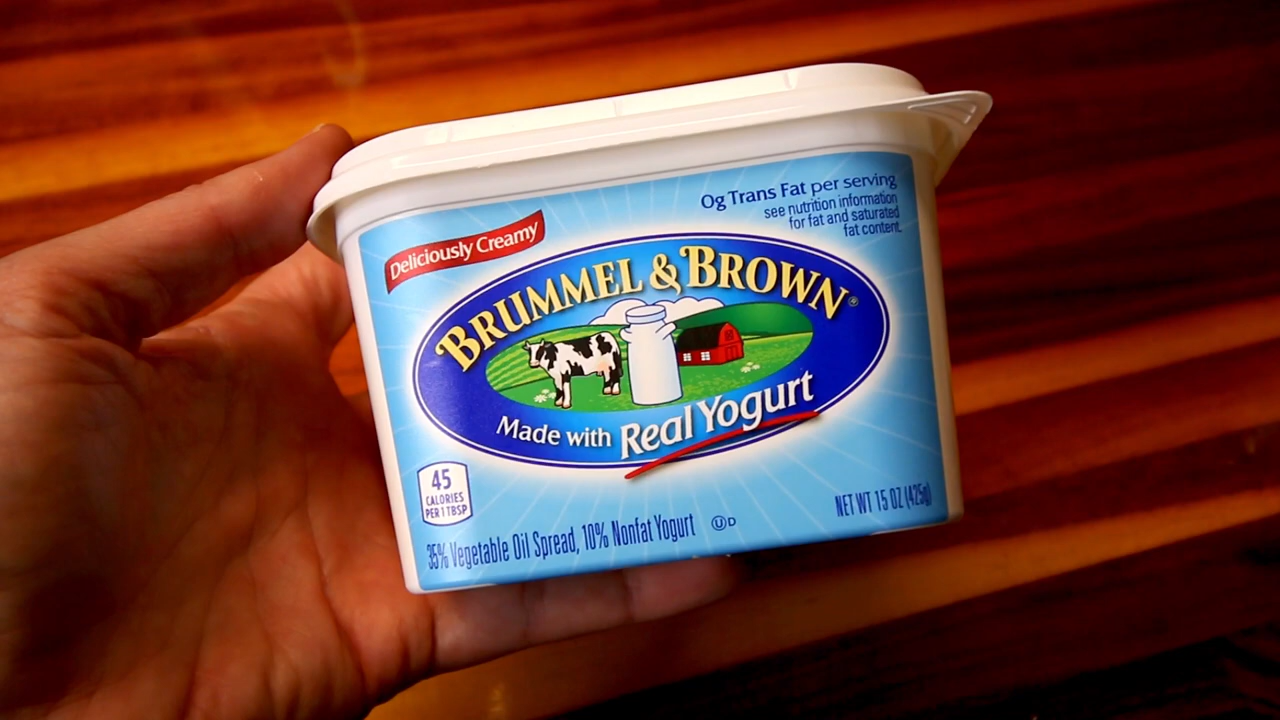 Deliciously Creamy
0g Trans Fat per serving
see nutrition information
for fat and saturated
fat content.
BRUMMEL & BROWN®
Made with Real Yogurt
45
CALORIES
PER 1 TBSP
35% Vegetable Oil Spread, 10% Nonfat Yogurt
Ⓤ D
NET WT 15 OZ (425g)